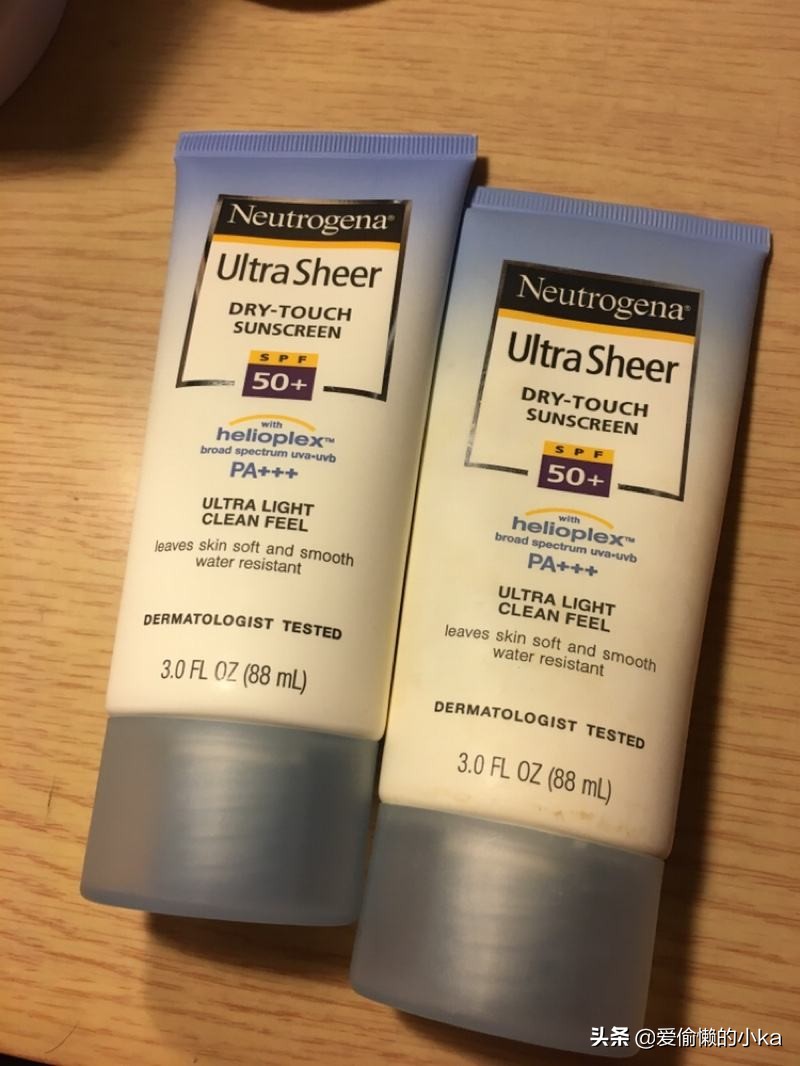 Neutrogena®
Ultra Sheer
DRY-TOUCH
SUNSCREEN
SPF
50+
with
helioplex™
broad spectrum uva•uvb
PA+++
ULTRA LIGHT
CLEAN FEEL
leaves skin soft and smooth
water resistant
DERMATOLOGIST TESTED
3.0 FL OZ (88 mL)
Neutrogena®
Ultra Sheer
DRY-TOUCH
SUNSCREEN
SPF
50+
with
helioplex™
broad spectrum uva•uvb
PA+++
ULTRA LIGHT
CLEAN FEEL
leaves skin soft and smooth
water resistant
DERMATOLOGIST TESTED
3.0 FL OZ (88 mL)
头条 @爱偷懒的小ka